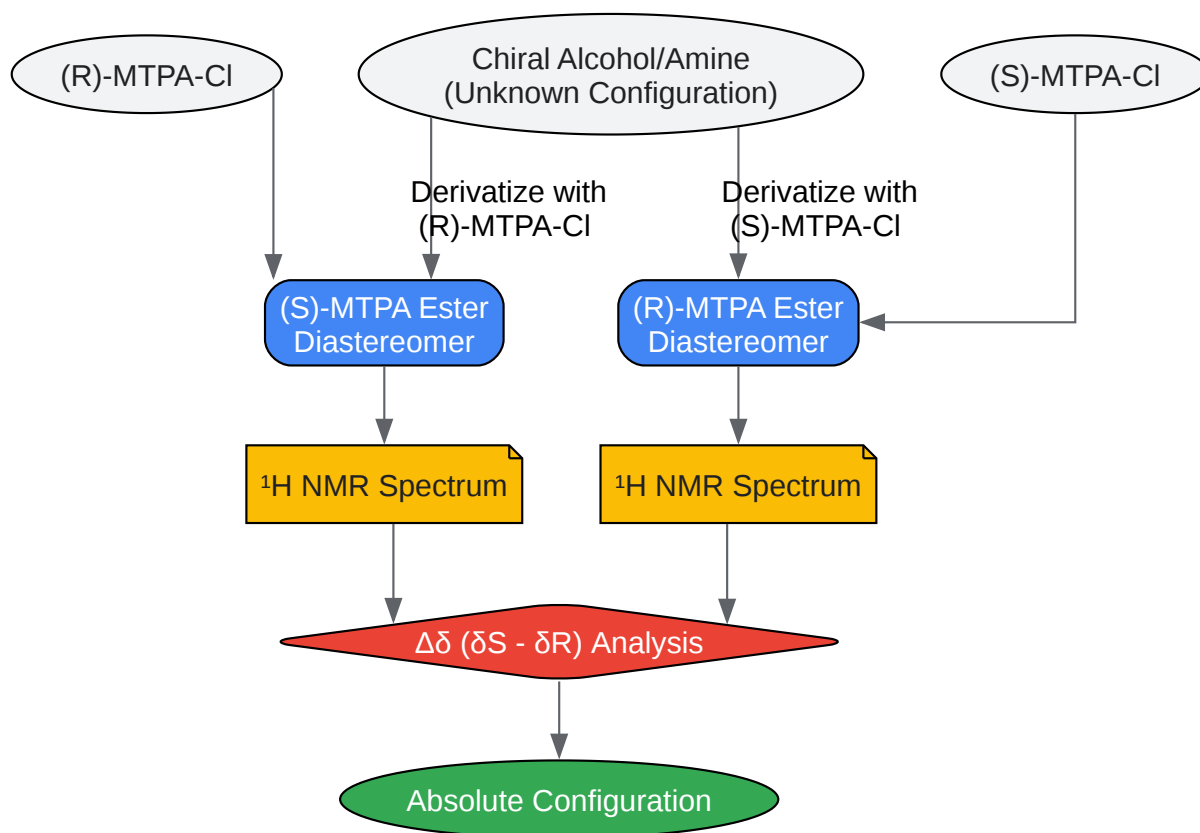 (R)-MTPA-Cl
Chiral Alcohol/Amine
(Unknown Configuration)
(S)-MTPA-Cl
Derivatize with
(R)-MTPA-Cl
Derivatize with
(S)-MTPA-Cl
(S)-MTPA Ester
Diastereomer
(R)-MTPA Ester
Diastereomer
¹H NMR Spectrum
¹H NMR Spectrum
Δδ (δS - δR) Analysis
Absolute Configuration